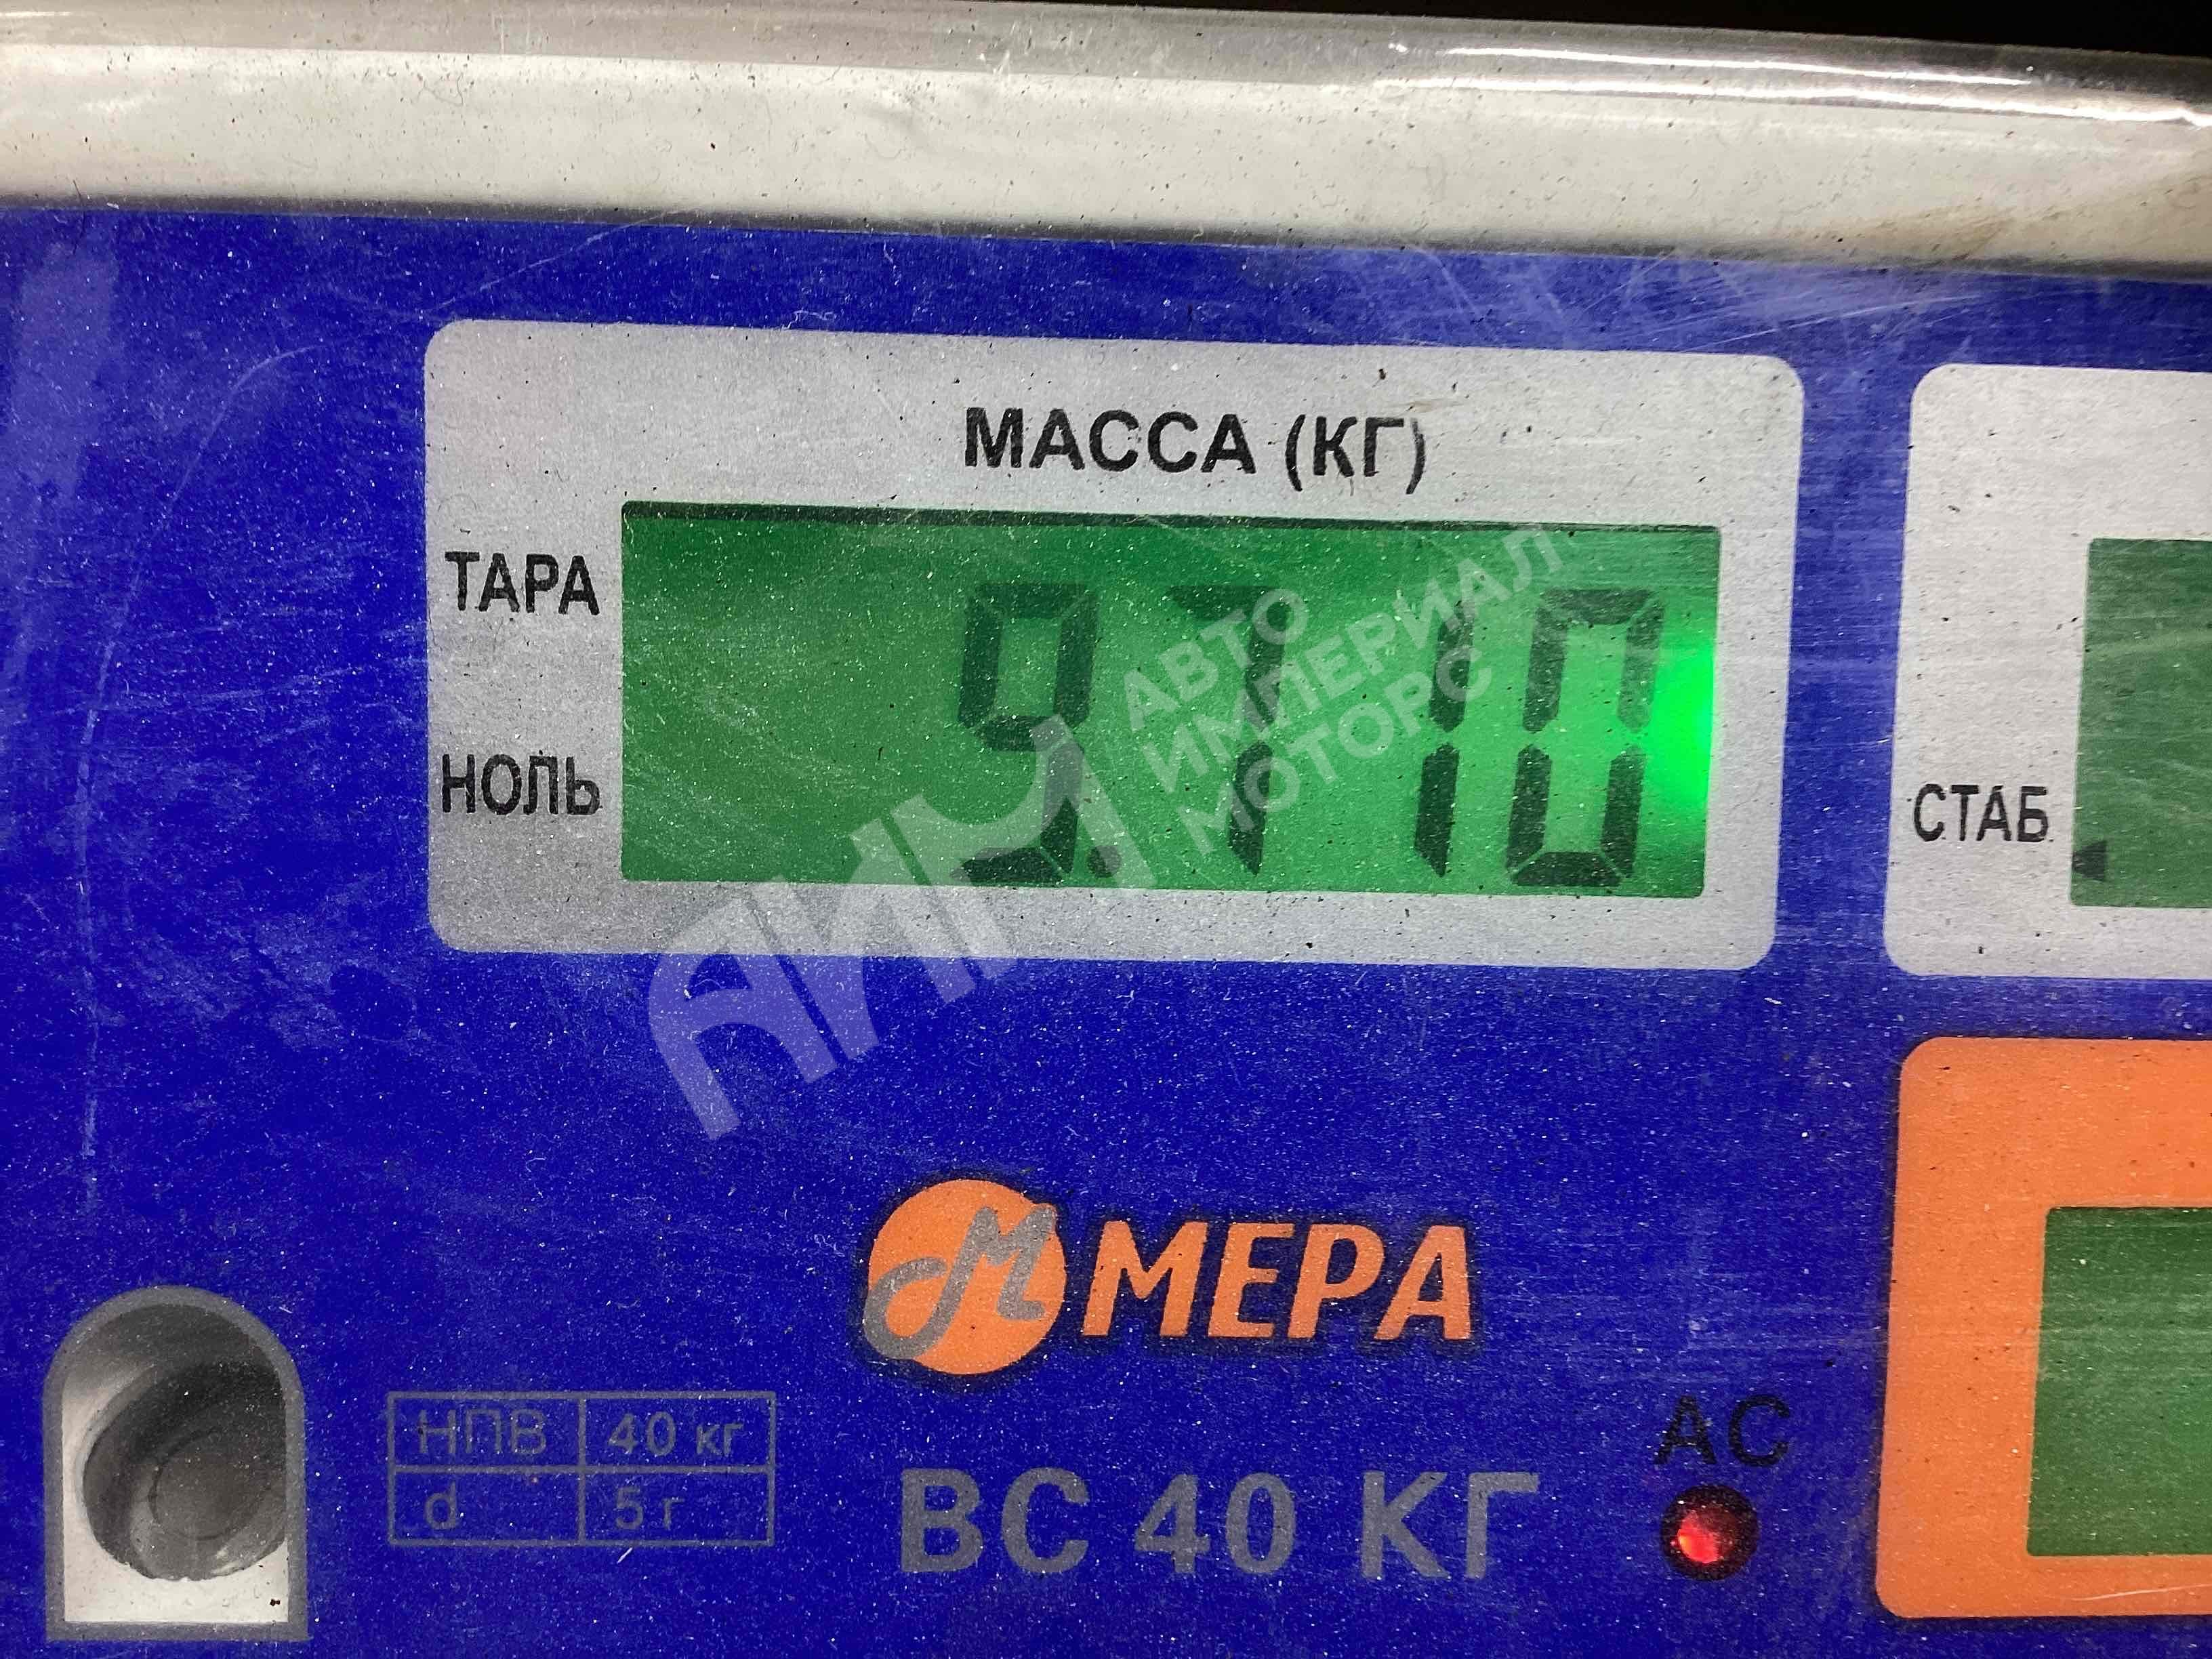 МАССА (КГ)
ТАРА
9.710
НОЛЬ
СТАБ
АИМ
АВТО
ИМПЕРИАЛ
МОТОРС
МЕРА
НПВ 40 кг
d 5 г
ВС 40 КГ
АС